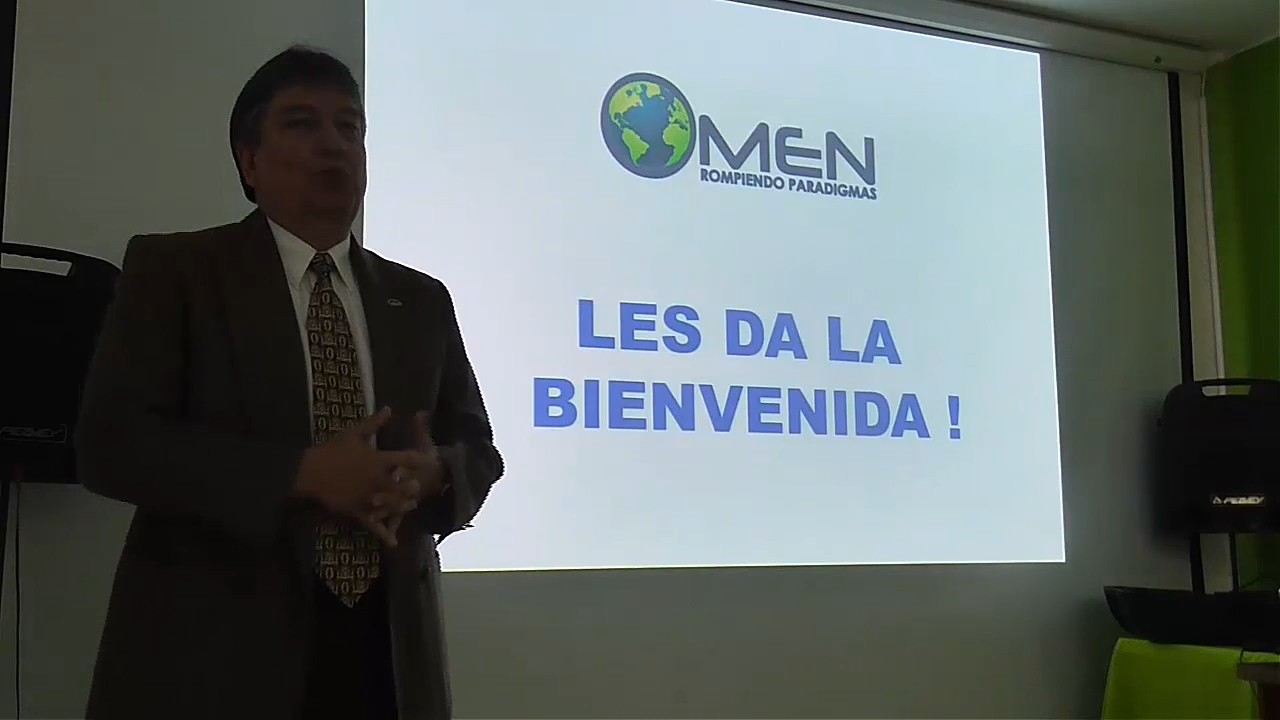 OMEN
ROMPIENDO PARADIGMAS
LES DA LA
BIENVENIDA !